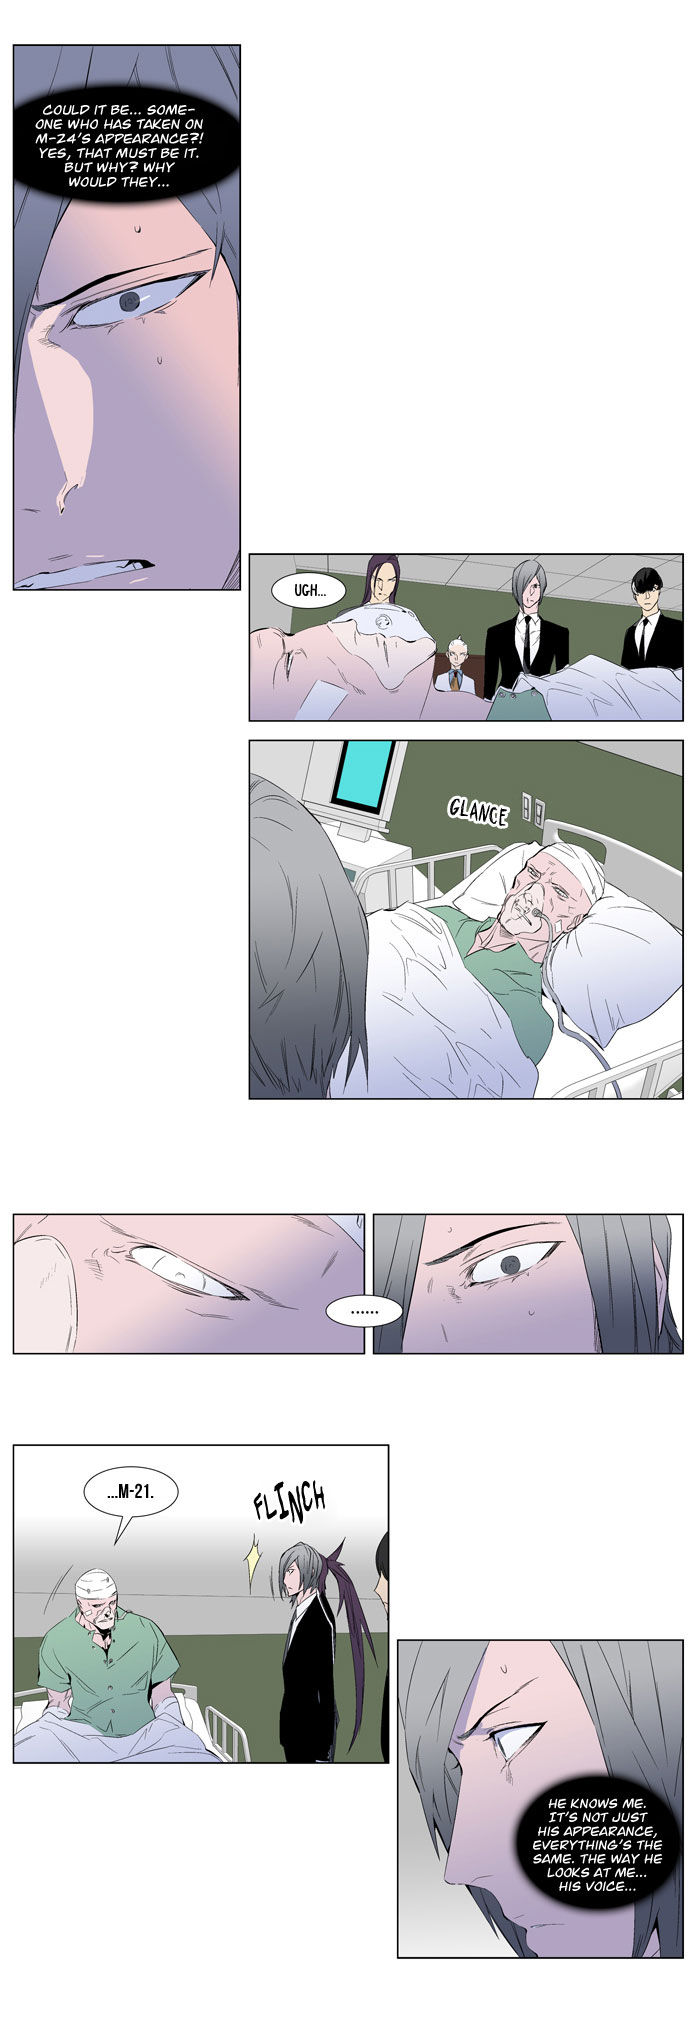 COULD IT BE... SOME-
ONE WHO HAS TAKEN ON
M-24'S APPEARANCE?!
YES, THAT MUST BE IT.
BUT WHY? WHY
WOULD THEY...
UGH...
GLANCE
......
...M-21.
FLINCH
HE KNOWS ME.
IT'S NOT JUST
HIS APPEARANCE,
EVERYTHING'S THE
SAME. THE WAY HE
LOOKS AT ME...
HIS VOICE...